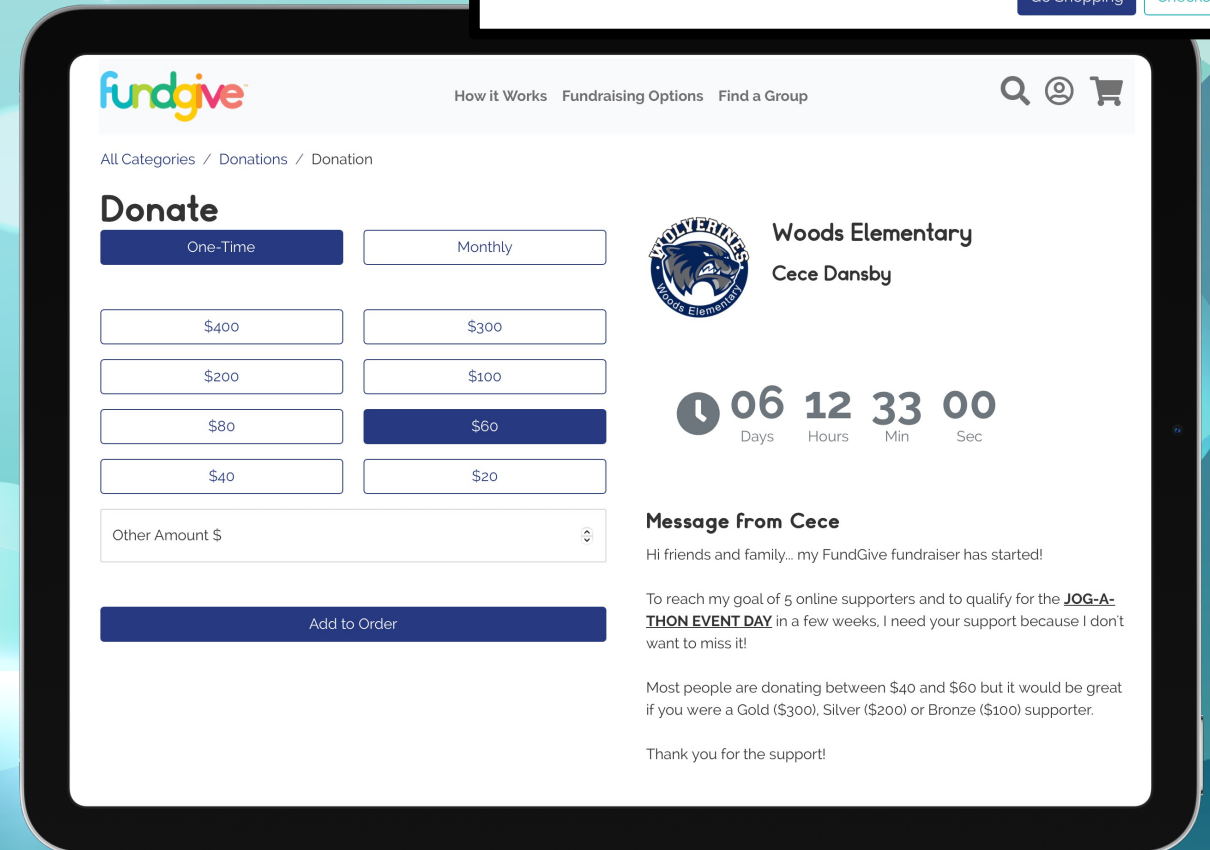 fundgive
How it Works Fundraising Options Find a Group
All Categories / Donations / Donation
Donate
One-Time Monthly
$400 $300
$200 $100
$80 $60
$40 $20
Other Amount $
Add to Order
WOLVERINES
Woods Elementary
Woods Elementary
Cece Dansby
06 12 33 00
Days Hours Min Sec
Message from Cece
Hi friends and family... my FundGive fundraiser has started!
To reach my goal of 5 online supporters and to qualify for the JOG-A-
THON EVENT DAY in a few weeks, I need your support because I don't
want to miss it!
Most people are donating between $40 and $60 but it would be great
if you were a Gold ($300), Silver ($200) or Bronze ($100) supporter.
Thank you for the support!